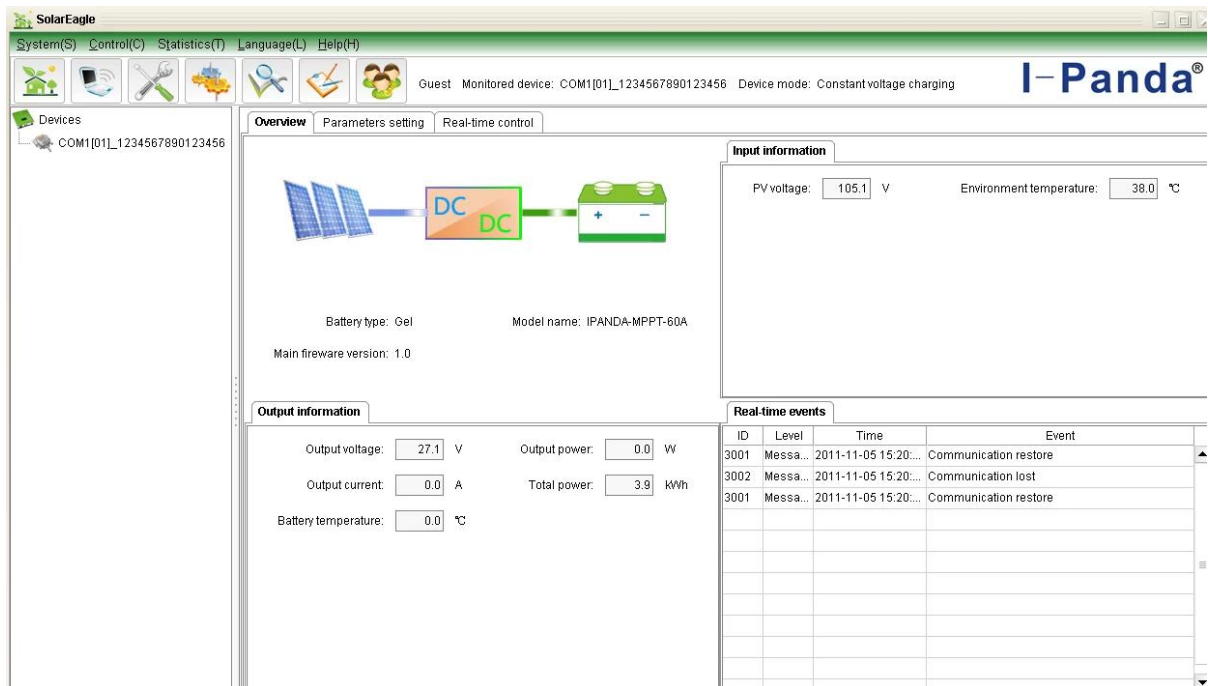 SolarEagle
System(S) Control(C) Statistics(T) Language(L) Help(H)
Guest Monitored device: COM1[01]_1234567890123456 Device mode: Constant voltage charging
I-Panda®
Devices
COM1[01]_1234567890123456
Overview Parameters setting Real-time control
DC
DC
+ −
Battery type: Gel Model name: IPANDA-MPPT-60A
Main fireware version: 1.0
Input information
PV voltage: 105.1 V Environment temperature: 38.0 ℃
Output information
Output voltage: 27.1 V Output power: 0.0 W
Output current: 0.0 A Total power: 3.9 kWh
Battery temperature: 0.0 ℃
Real-time events
ID Level Time Event
3001 Messa... 2011-11-05 15:20:... Communication restore
3002 Messa... 2011-11-05 15:20:... Communication lost
3001 Messa... 2011-11-05 15:20:... Communication restore